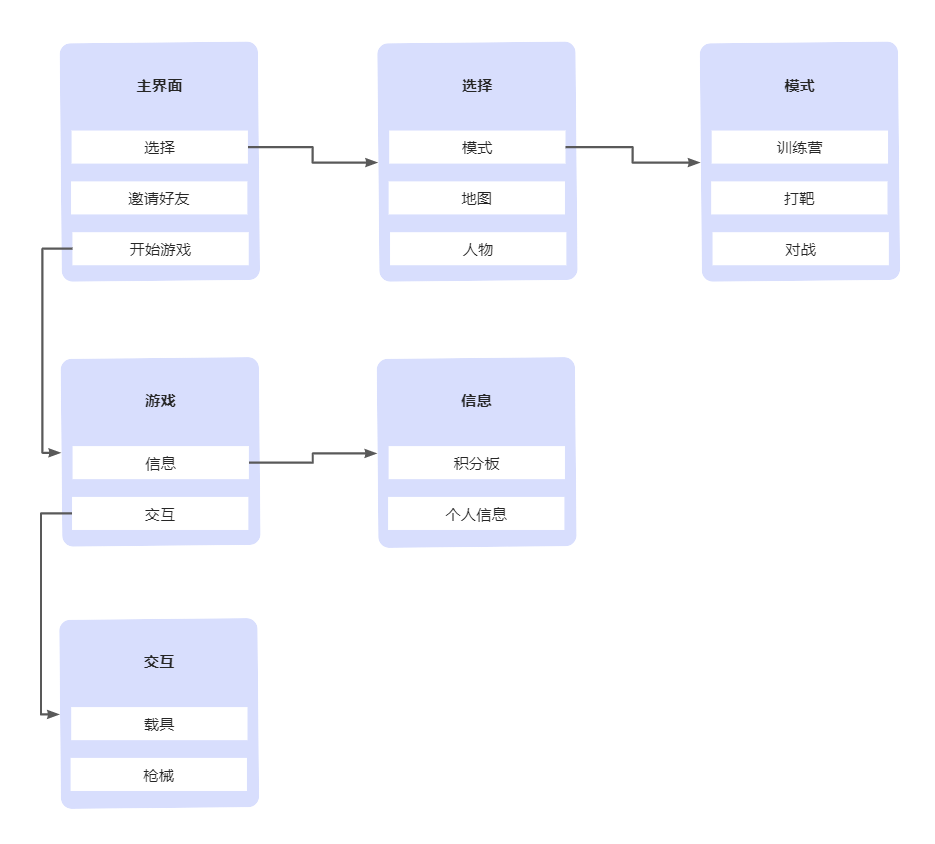 主界面
选择
邀请好友
开始游戏
选择
模式
地图
人物
模式
训练营
打靶
对战
游戏
信息
交互
信息
积分板
个人信息
交互
载具
枪械